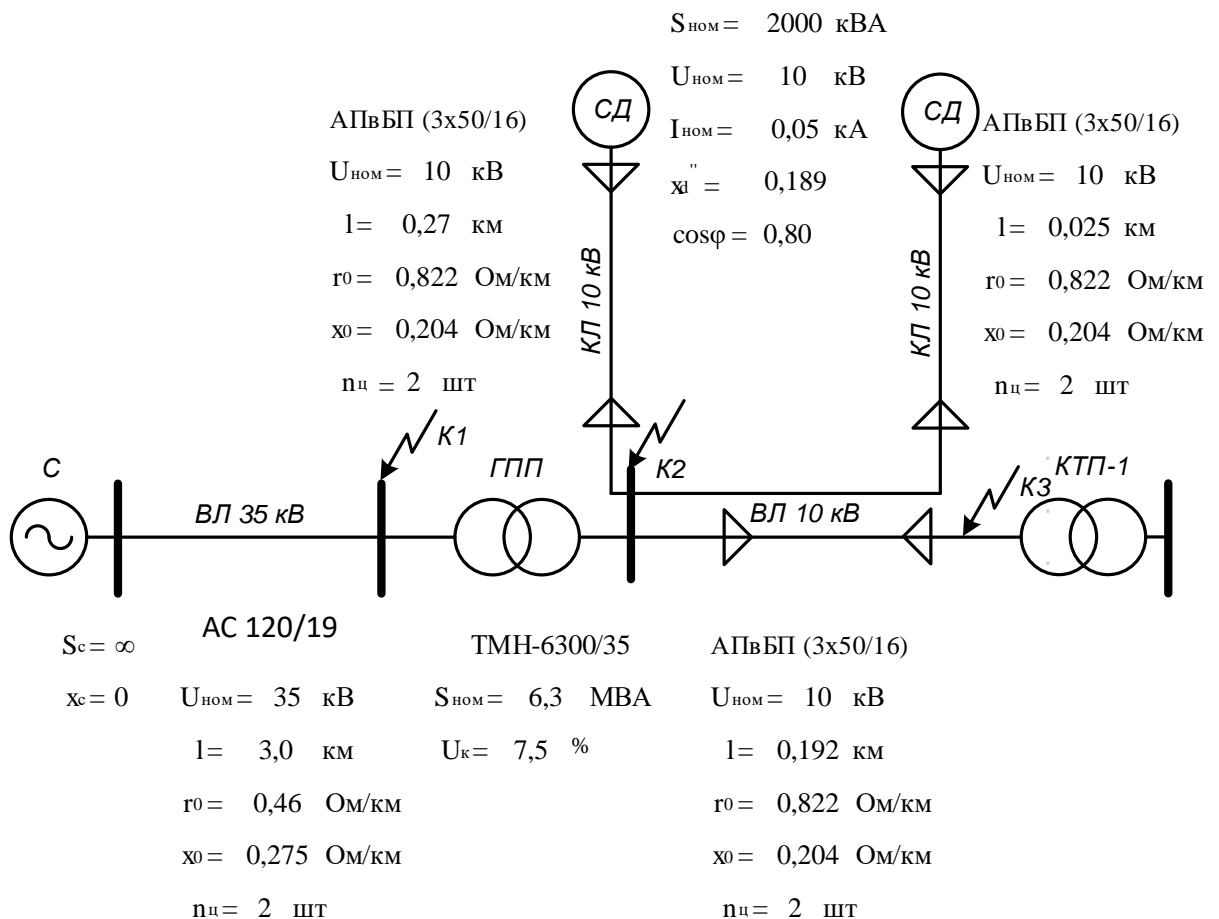 Sном = 2000 кВА
Uном = 10 кВ
Iном = 0,05 кА
xd'' = 0,189
cosφ = 0,80
АПвБП (3х50/16)
Uном = 10 кВ
l = 0,27 км
r0 = 0,822 Ом/км
x0 = 0,204 Ом/км
nц = 2 шт
СД
КЛ 10 кВ
СД
КЛ 10 кВ
АПвБП (3х50/16)
Uном = 10 кВ
l = 0,025 км
r0 = 0,822 Ом/км
x0 = 0,204 Ом/км
nц = 2 шт
С
ВЛ 35 кВ
К1
ГПП
К2
ВЛ 10 кВ
К3
КТП-1
Sс = ∞
xс = 0
АС 120/19
Uном = 35 кВ
l = 3,0 км
r0 = 0,46 Ом/км
x0 = 0,275 Ом/км
nц = 2 шт
ТМН-6300/35
Sном = 6,3 МВА
Uк = 7,5 %
АПвБП (3х50/16)
Uном = 10 кВ
l = 0,192 км
r0 = 0,822 Ом/км
x0 = 0,204 Ом/км
nц = 2 шт